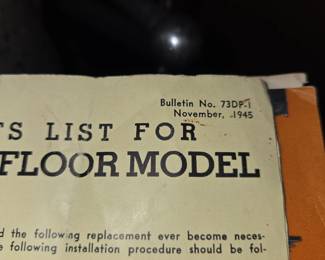 Bulletin No. 73DP-1
November, 1945
TS LIST FOR
FLOOR MODEL
d the following replacement ever become neces-
e following installation procedure should be fol-